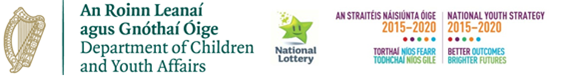 An Roinn Leanaí
agus Gnóthaí Óige
Department of Children
and Youth Affairs
National
Lottery
AN STRAITÉIS NÁISIÚNTA ÓIGE
2015–2020
TORTHAÍ NÍOS FEARR
TODHCHAÍ NÍOS GILE
NATIONAL YOUTH STRATEGY
2015–2020
BETTER OUTCOMES
BRIGHTER FUTURES